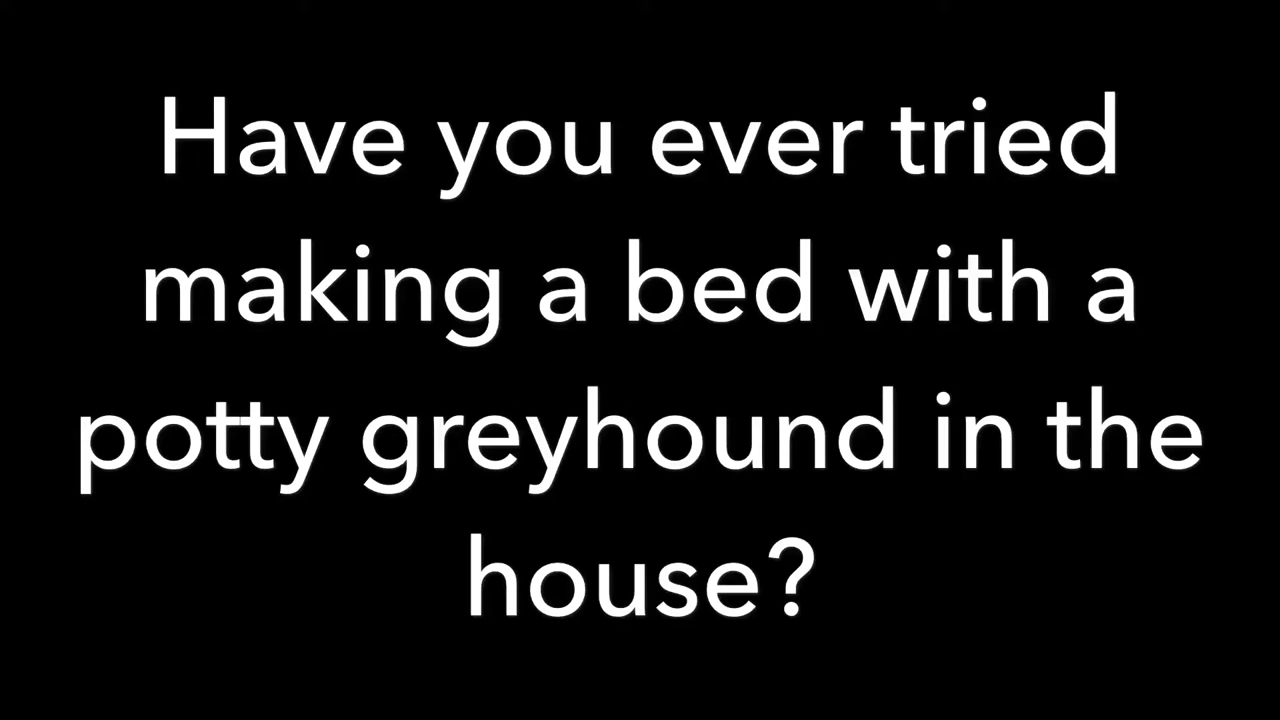 Have you ever tried
making a bed with a
potty greyhound in the
house?